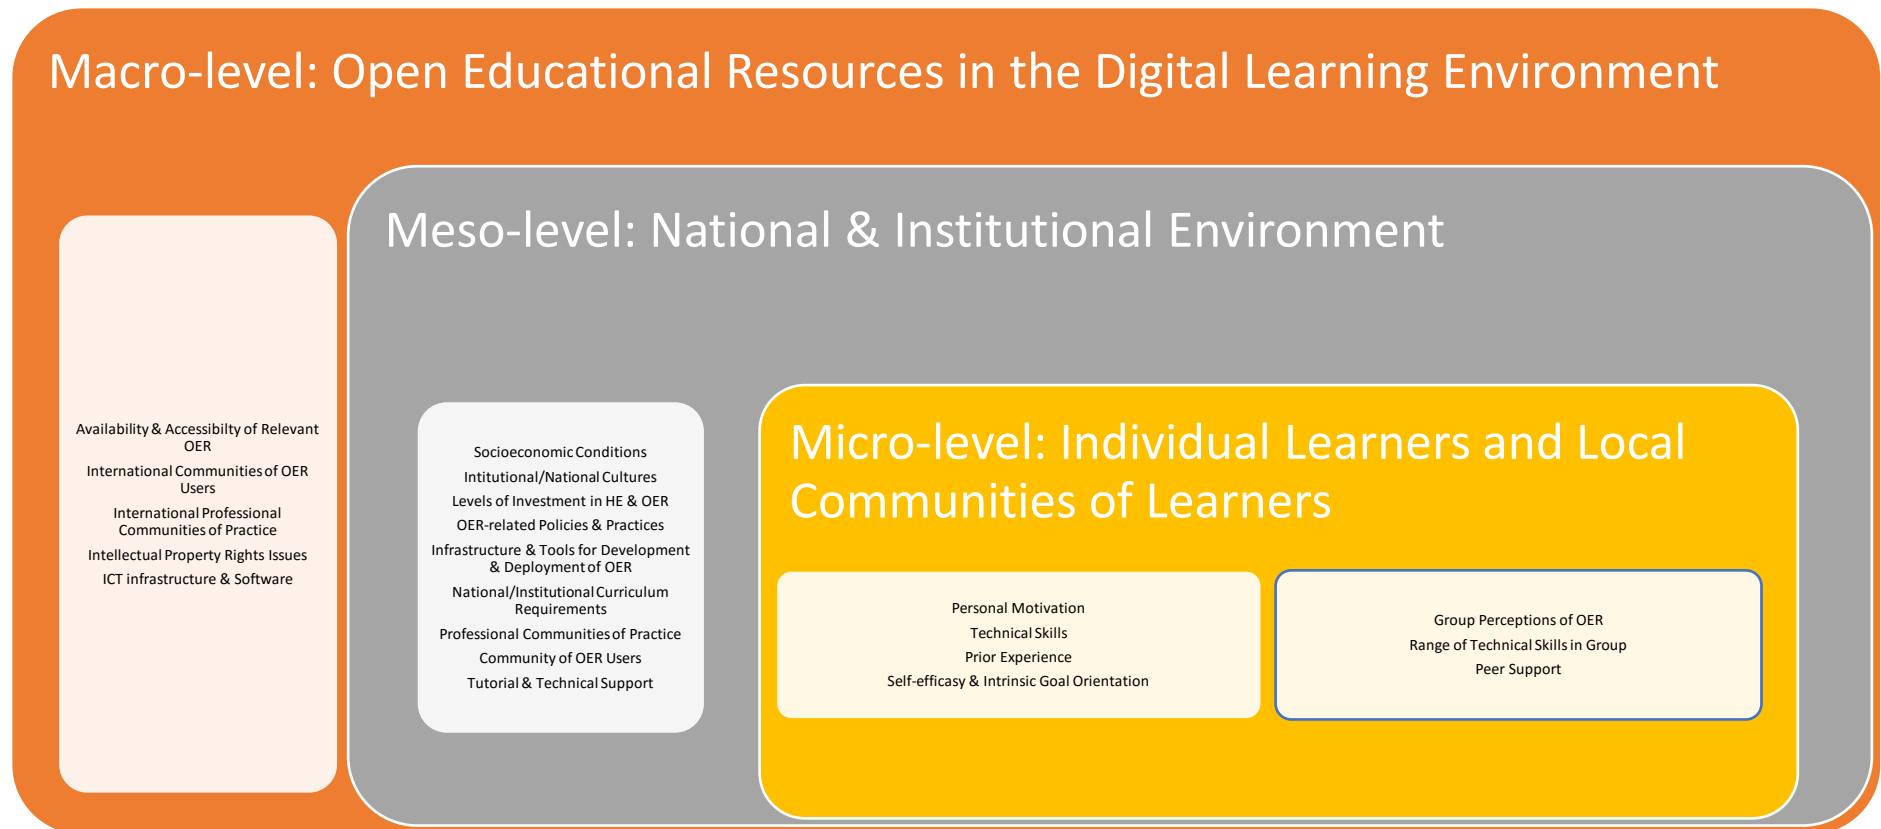 Macro-level: Open Educational Resources in the Digital Learning Environment
Availability & Accessibilty of Relevant
OER
International Communities of OER
Users
International Professional
Communities of Practice
Intellectual Property Rights Issues
ICT infrastructure & Software
Meso-level: National & Institutional Environment
Socioeconomic Conditions
Intitutional/National Cultures
Levels of Investment in HE & OER
OER-related Policies & Practices
Infrastructure & Tools for Development
& Deployment of OER
National/Institutional Curriculum
Requirements
Professional Communities of Practice
Community of OER Users
Tutorial & Technical Support
Micro-level: Individual Learners and Local
Communities of Learners
Personal Motivation
Technical Skills
Prior Experience
Self-efficasy & Intrinsic Goal Orientation
Group Perceptions of OER
Range of Technical Skills in Group
Peer Support